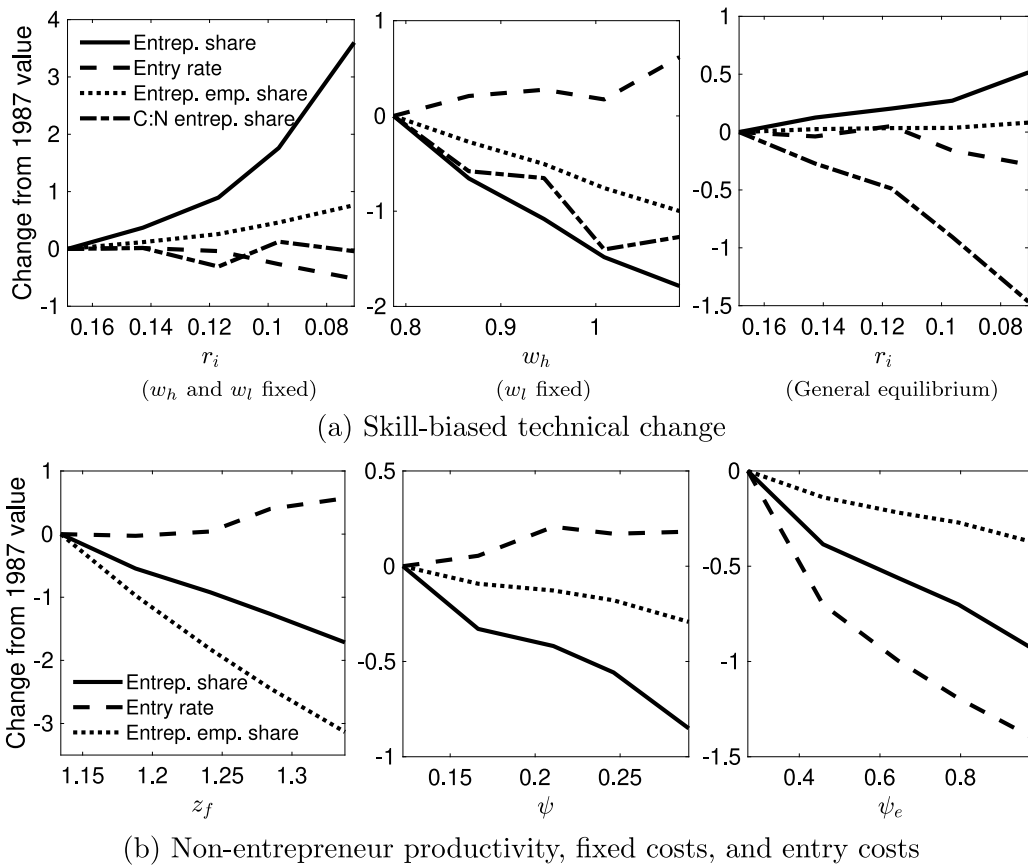 Change from 1987 value
4
3
2
1
0
-1
Entrep. share
Entry rate
Entrep. emp. share
C:N entrep. share
0.16 0.14 0.12 0.1 0.08
r_i
(w_h and w_l fixed)
1
0
-1
-2
0.8 0.9 1
w_h
(w_l fixed)
1
0.5
0
-0.5
-1
-1.5
0.16 0.14 0.12 0.1 0.08
r_i
(General equilibrium)
(a) Skill-biased technical change
Change from 1987 value
1
0
-1
-2
-3
Entrep. share
Entry rate
Entrep. emp. share
1.15 1.2 1.25 1.3
z_f
0.5
0
-0.5
-1
0.15 0.2 0.25
ψ
0
-0.5
-1
-1.5
0.4 0.6 0.8
ψ_e
(b) Non-entrepreneur productivity, fixed costs, and entry costs